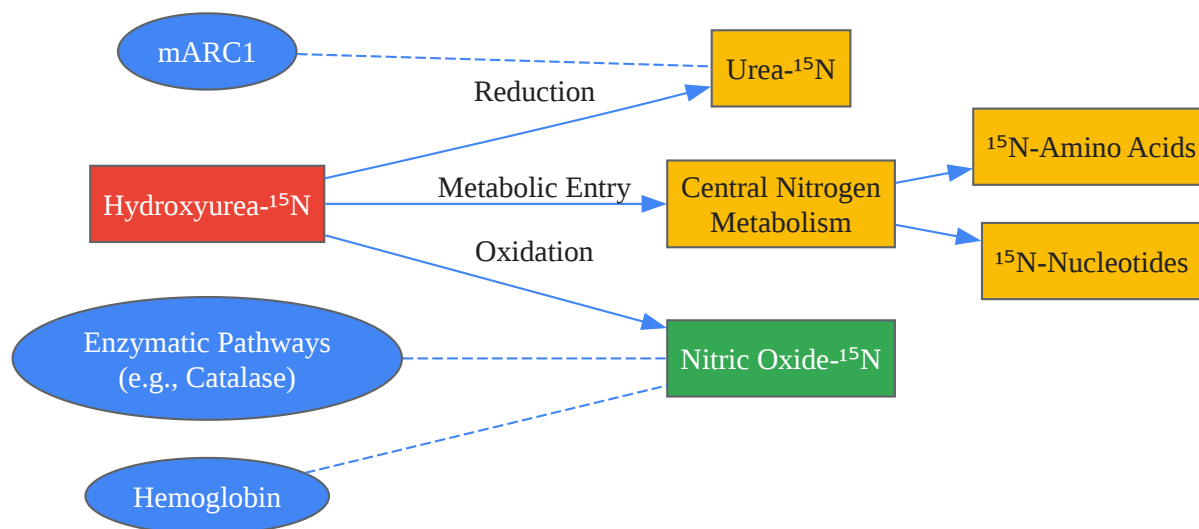 mARC1
Urea-¹⁵N
Reduction
¹⁵N-Amino Acids
Hydroxyurea-¹⁵N
Metabolic Entry
Central Nitrogen
Metabolism
Oxidation
¹⁵N-Nucleotides
Enzymatic Pathways
(e.g., Catalase)
Nitric Oxide-¹⁵N
Hemoglobin